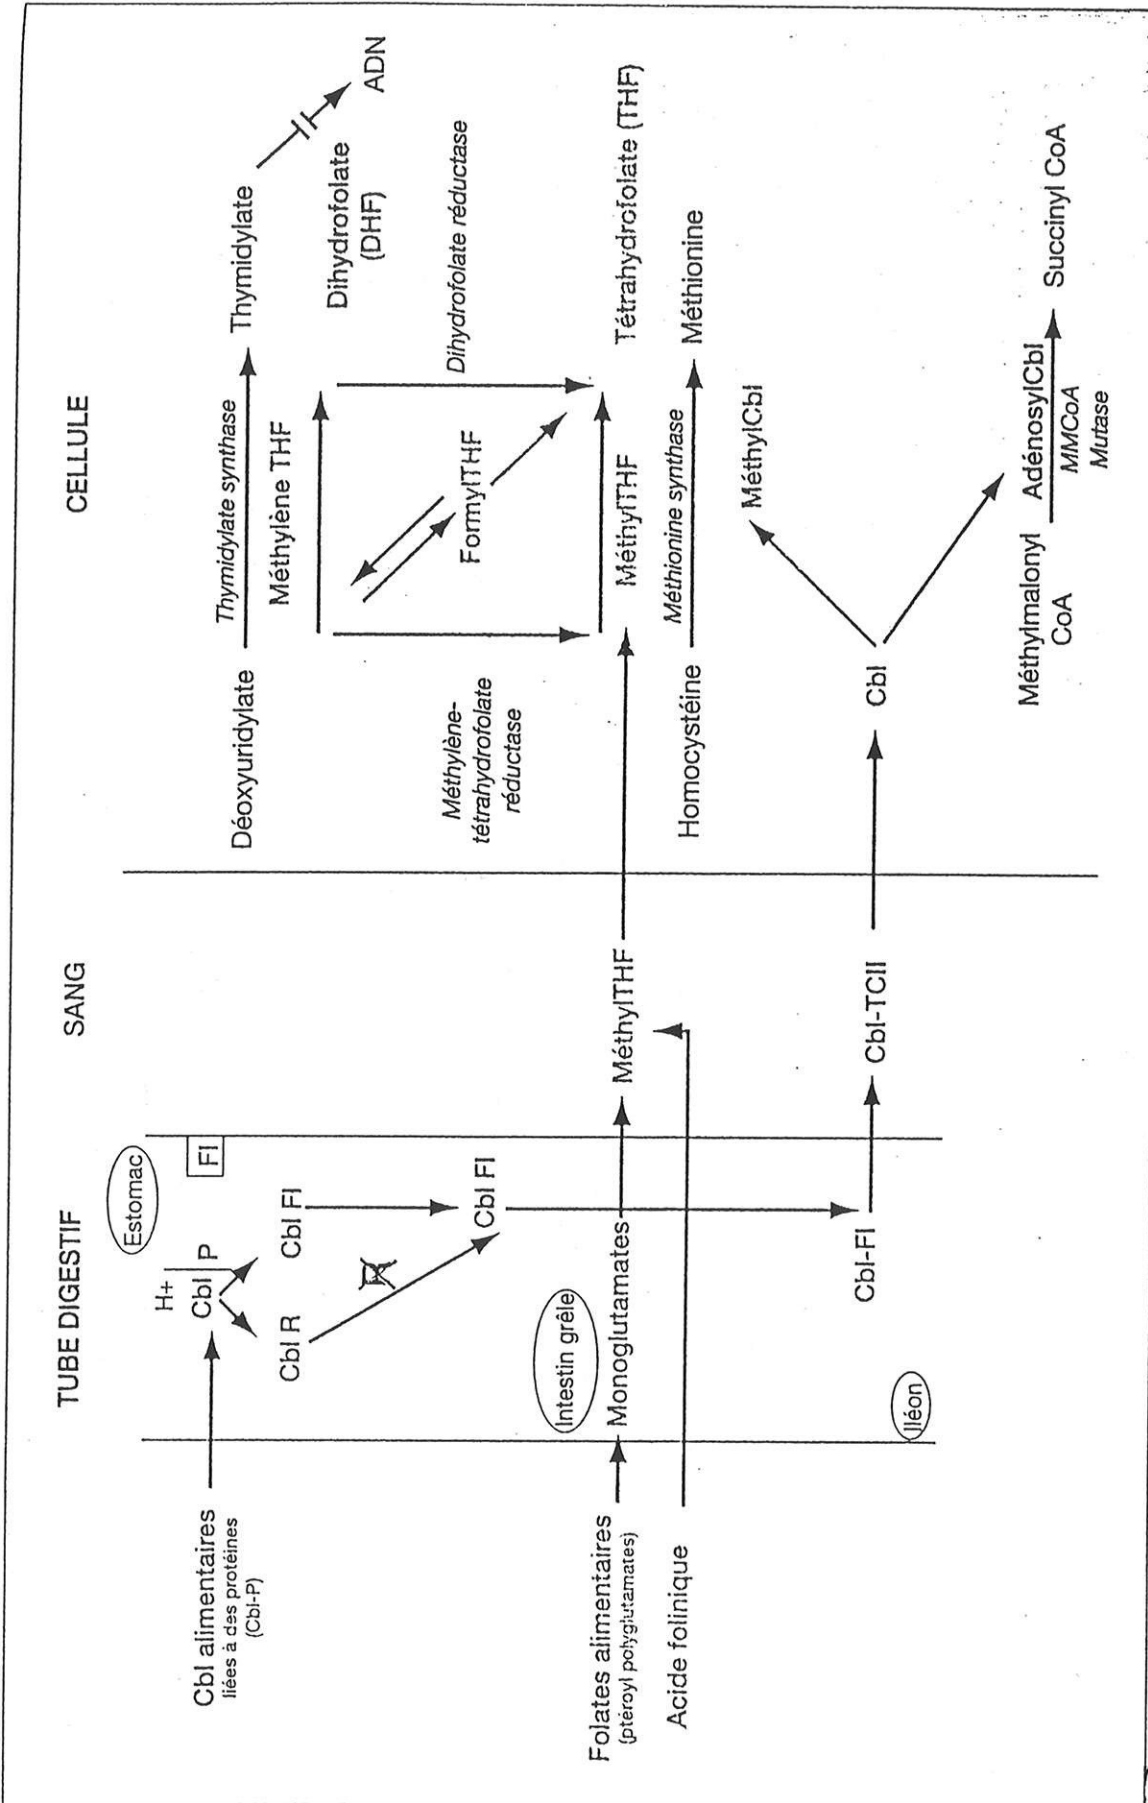 TUBE DIGESTIF
SANG
CELLULE
Cbl alimentaires
liées à des protéines
(Cbl-P)
H+
Cbl
P
Estomac
FI
Cbl R
Cbl FI
Cbl FI
Folates alimentaires
(ptéroyl polyglutamates)
Acide folinique
Intestin grêle
Monoglutamates
Iléon
Cbl-FI
MéthylTHF
Cbl-TCII
Déoxyuridylate
Thymidylate synthase
Thymidylate
ADN
Méthylène THF
Dihydrofolate
(DHF)
Méthylène-
tétrahydrofolate
réductase
FormylTHF
Dihydrofolate réductase
MéthylTHF
Tétrahydrofolate (THF)
Homocystéine
Méthionine synthase
Méthionine
MéthylCbl
Cbl
Méthylmalonyl
CoA
AdénosylCbl
MMCoA
Mutase
Succinyl CoA